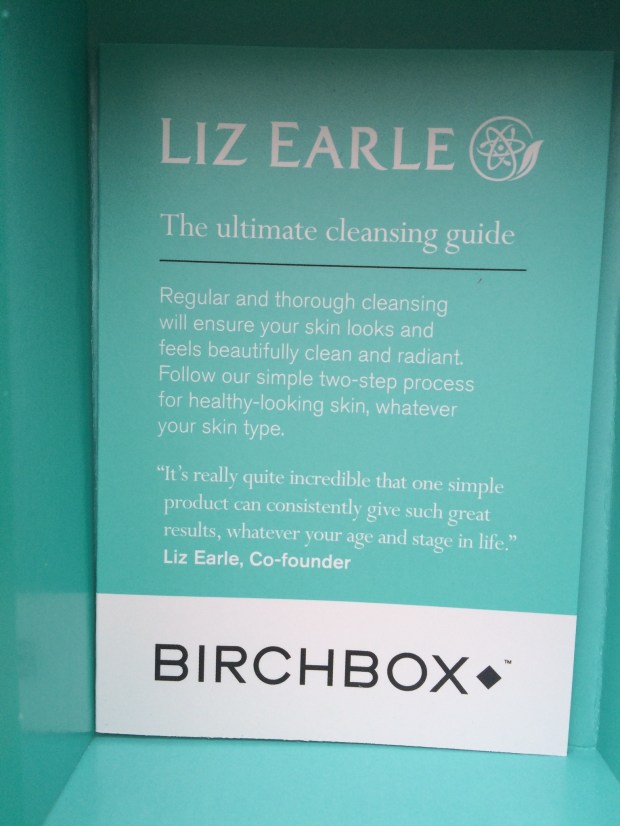 LIZ EARLE
The ultimate cleansing guide
Regular and thorough cleansing
will ensure your skin looks and
feels beautifully clean and radiant.
Follow our simple two-step process
for healthy-looking skin, whatever
your skin type.
“It’s really quite incredible that one simple
product can consistently give such great
results, whatever your age and stage in life.”
Liz Earle, Co-founder
BIRCHBOX◆™